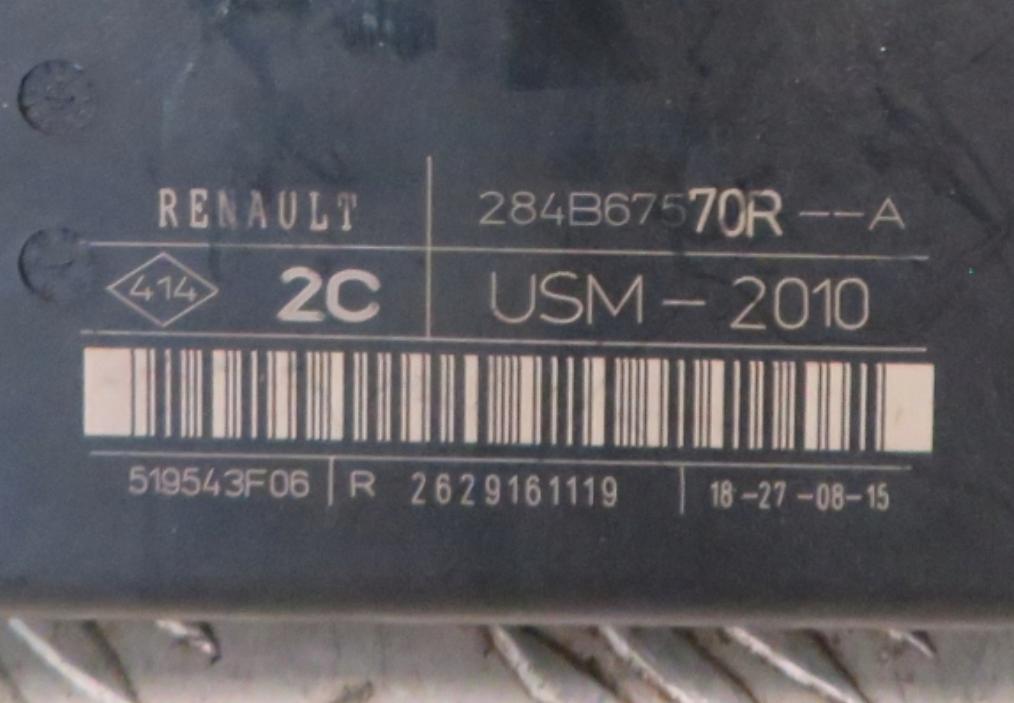 RENAULT 284B67570R--A
414 2C USM-2010
519543F06 R 2629161119 18-27-08-15